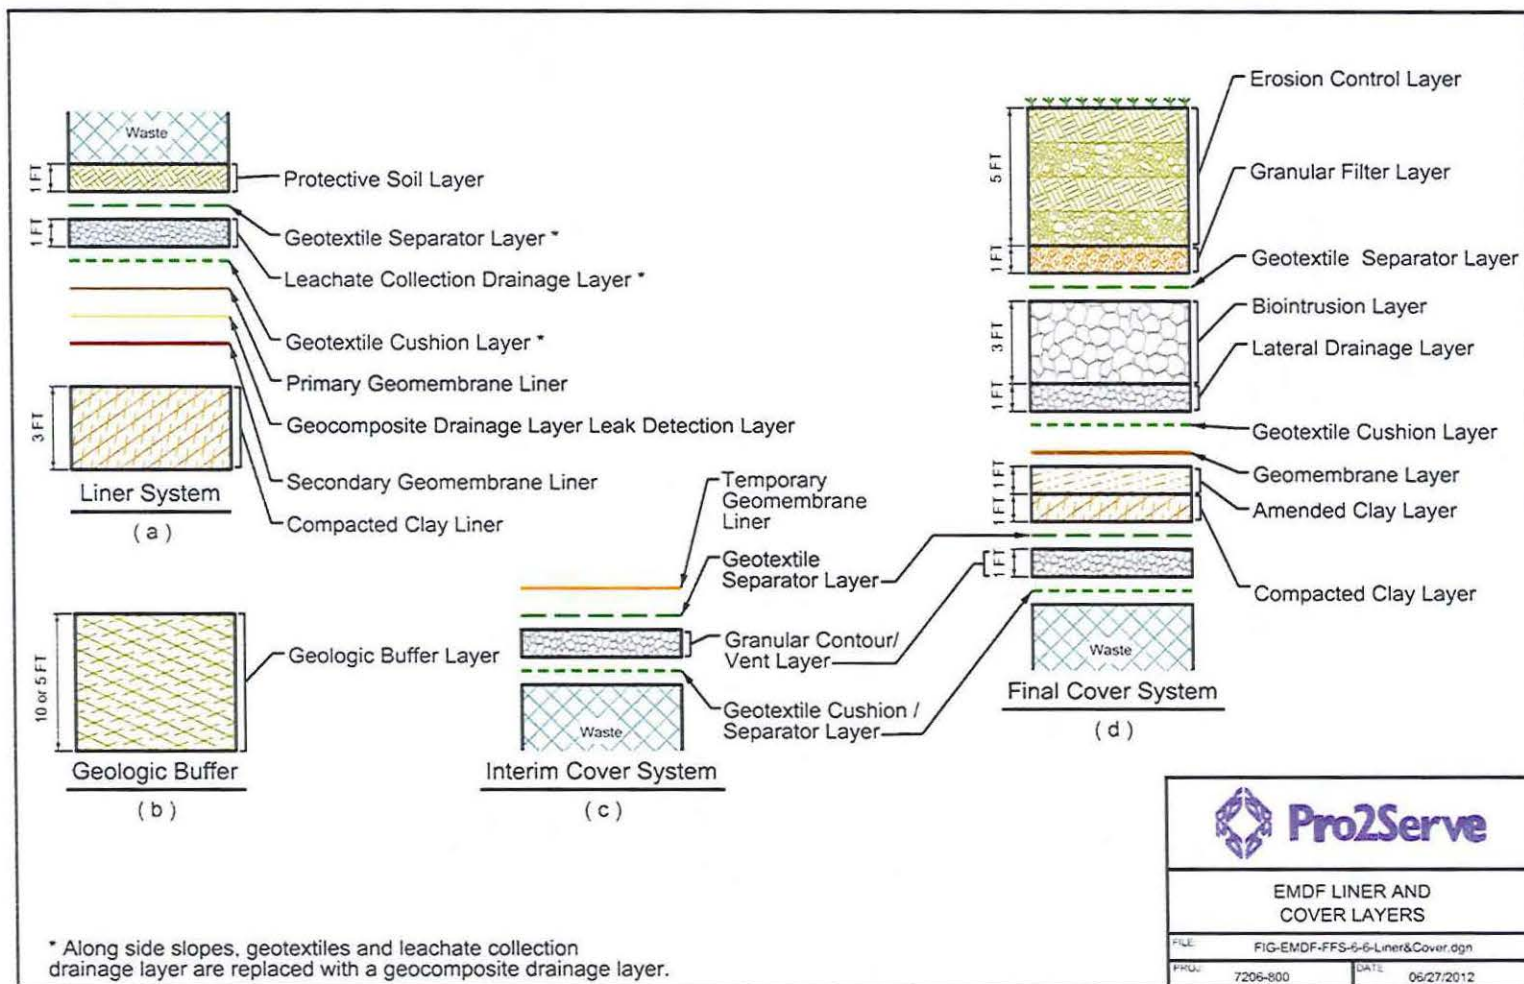 Waste
1 FT
Protective Soil Layer
Geotextile Separator Layer *
1 FT
Leachate Collection Drainage Layer *
Geotextile Cushion Layer *
Primary Geomembrane Liner
Geocomposite Drainage Layer Leak Detection Layer
3 FT
Secondary Geomembrane Liner
Compacted Clay Liner
Liner System
( a )
10 or 5 FT
Geologic Buffer Layer
Geologic Buffer
( b )
Temporary
Geomembrane
Liner
Geotextile
Separator Layer
Granular Contour/
Vent Layer
Geotextile Cushion /
Separator Layer
Waste
Interim Cover System
( c )
Erosion Control Layer
5 FT
Granular Filter Layer
1 FT
Geotextile Separator Layer
Biointrusion Layer
3 FT
Lateral Drainage Layer
1 FT
Geotextile Cushion Layer
Geomembrane Layer
1 FT
Amended Clay Layer
1 FT
1 FT
Compacted Clay Layer
Waste
Final Cover System
( d )
* Along side slopes, geotextiles and leachate collection
drainage layer are replaced with a geocomposite drainage layer.
Pro2Serve
EMDF LINER AND
COVER LAYERS
FILE: FIG-EMDF-FFS-6-6-Liner&Cover.dgn
PROJ: 7206-800 DATE 06/27/2012